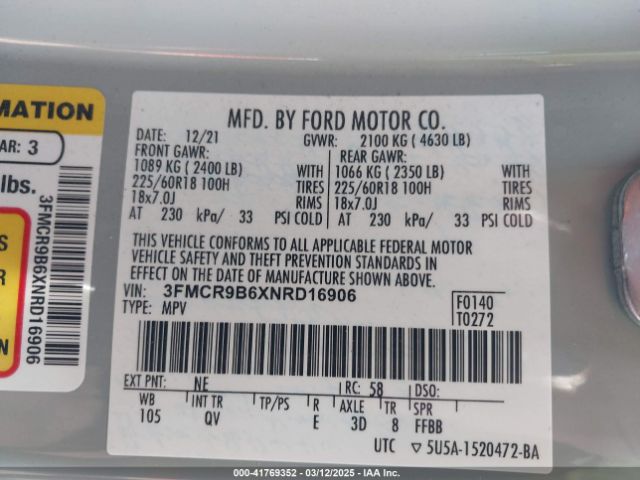 MATION
AR: 3
lbs.
S
R
S
N
3FMCR9B6XNRD16906
MFD. BY FORD MOTOR CO.
DATE: 12/21 GVWR: 2100 KG ( 4630 LB)
FRONT GAWR: REAR GAWR:
1089 KG ( 2400 LB) WITH 1066 KG ( 2350 LB) WITH
225/60R18 100H TIRES 225/60R18 100H TIRES
18x7.0J RIMS 18x7.0J RIMS
AT 230 kPa/ 33 PSI COLD AT 230 kPa/ 33 PSI COLD
THIS VEHICLE CONFORMS TO ALL APPLICABLE FEDERAL MOTOR
VEHICLE SAFETY AND THEFT PREVENTION STANDARDS IN
EFFECT ON THE DATE OF MANUFACTURE SHOWN ABOVE.
VIN: 3FMCR9B6XNRD16906 F0140
TYPE: MPV T0272
EXT PNT: NE RC: 58 DSO:
WB INT TR TP/PS R AXLE TR SPR
105 QV E 3D 8 FFBB
UTC 5U5A-1520472-BA
000-41769352 | 03/12/2025 | IAA Inc.